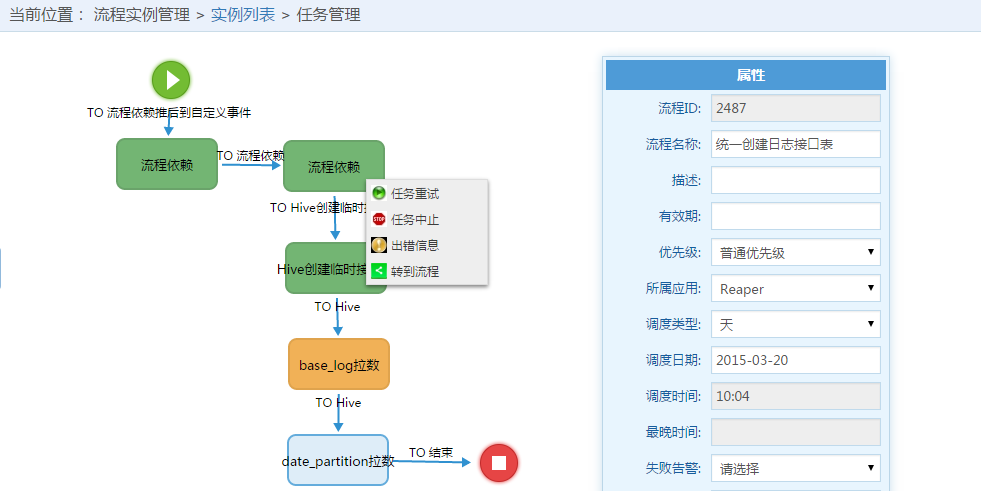 当前位置： 流程实例管理 > 实例列表 > 任务管理
TO 流程依赖推后到自定义事件
流程依赖
TO 流程依赖
流程依赖
TO Hive创建临时接
任务重试
任务中止
出错信息
转到流程
Hive创建临时接
TO Hive
base_log拉数
TO Hive
date_partition拉数
TO 结束
属性
流程ID: 2487
流程名称: 统一创建日志接口表
描述:
有效期:
优先级: 普通优先级
所属应用: Reaper
调度类型: 天
调度日期: 2015-03-20
调度时间: 10:04
最晚时间:
失败告警: 请选择